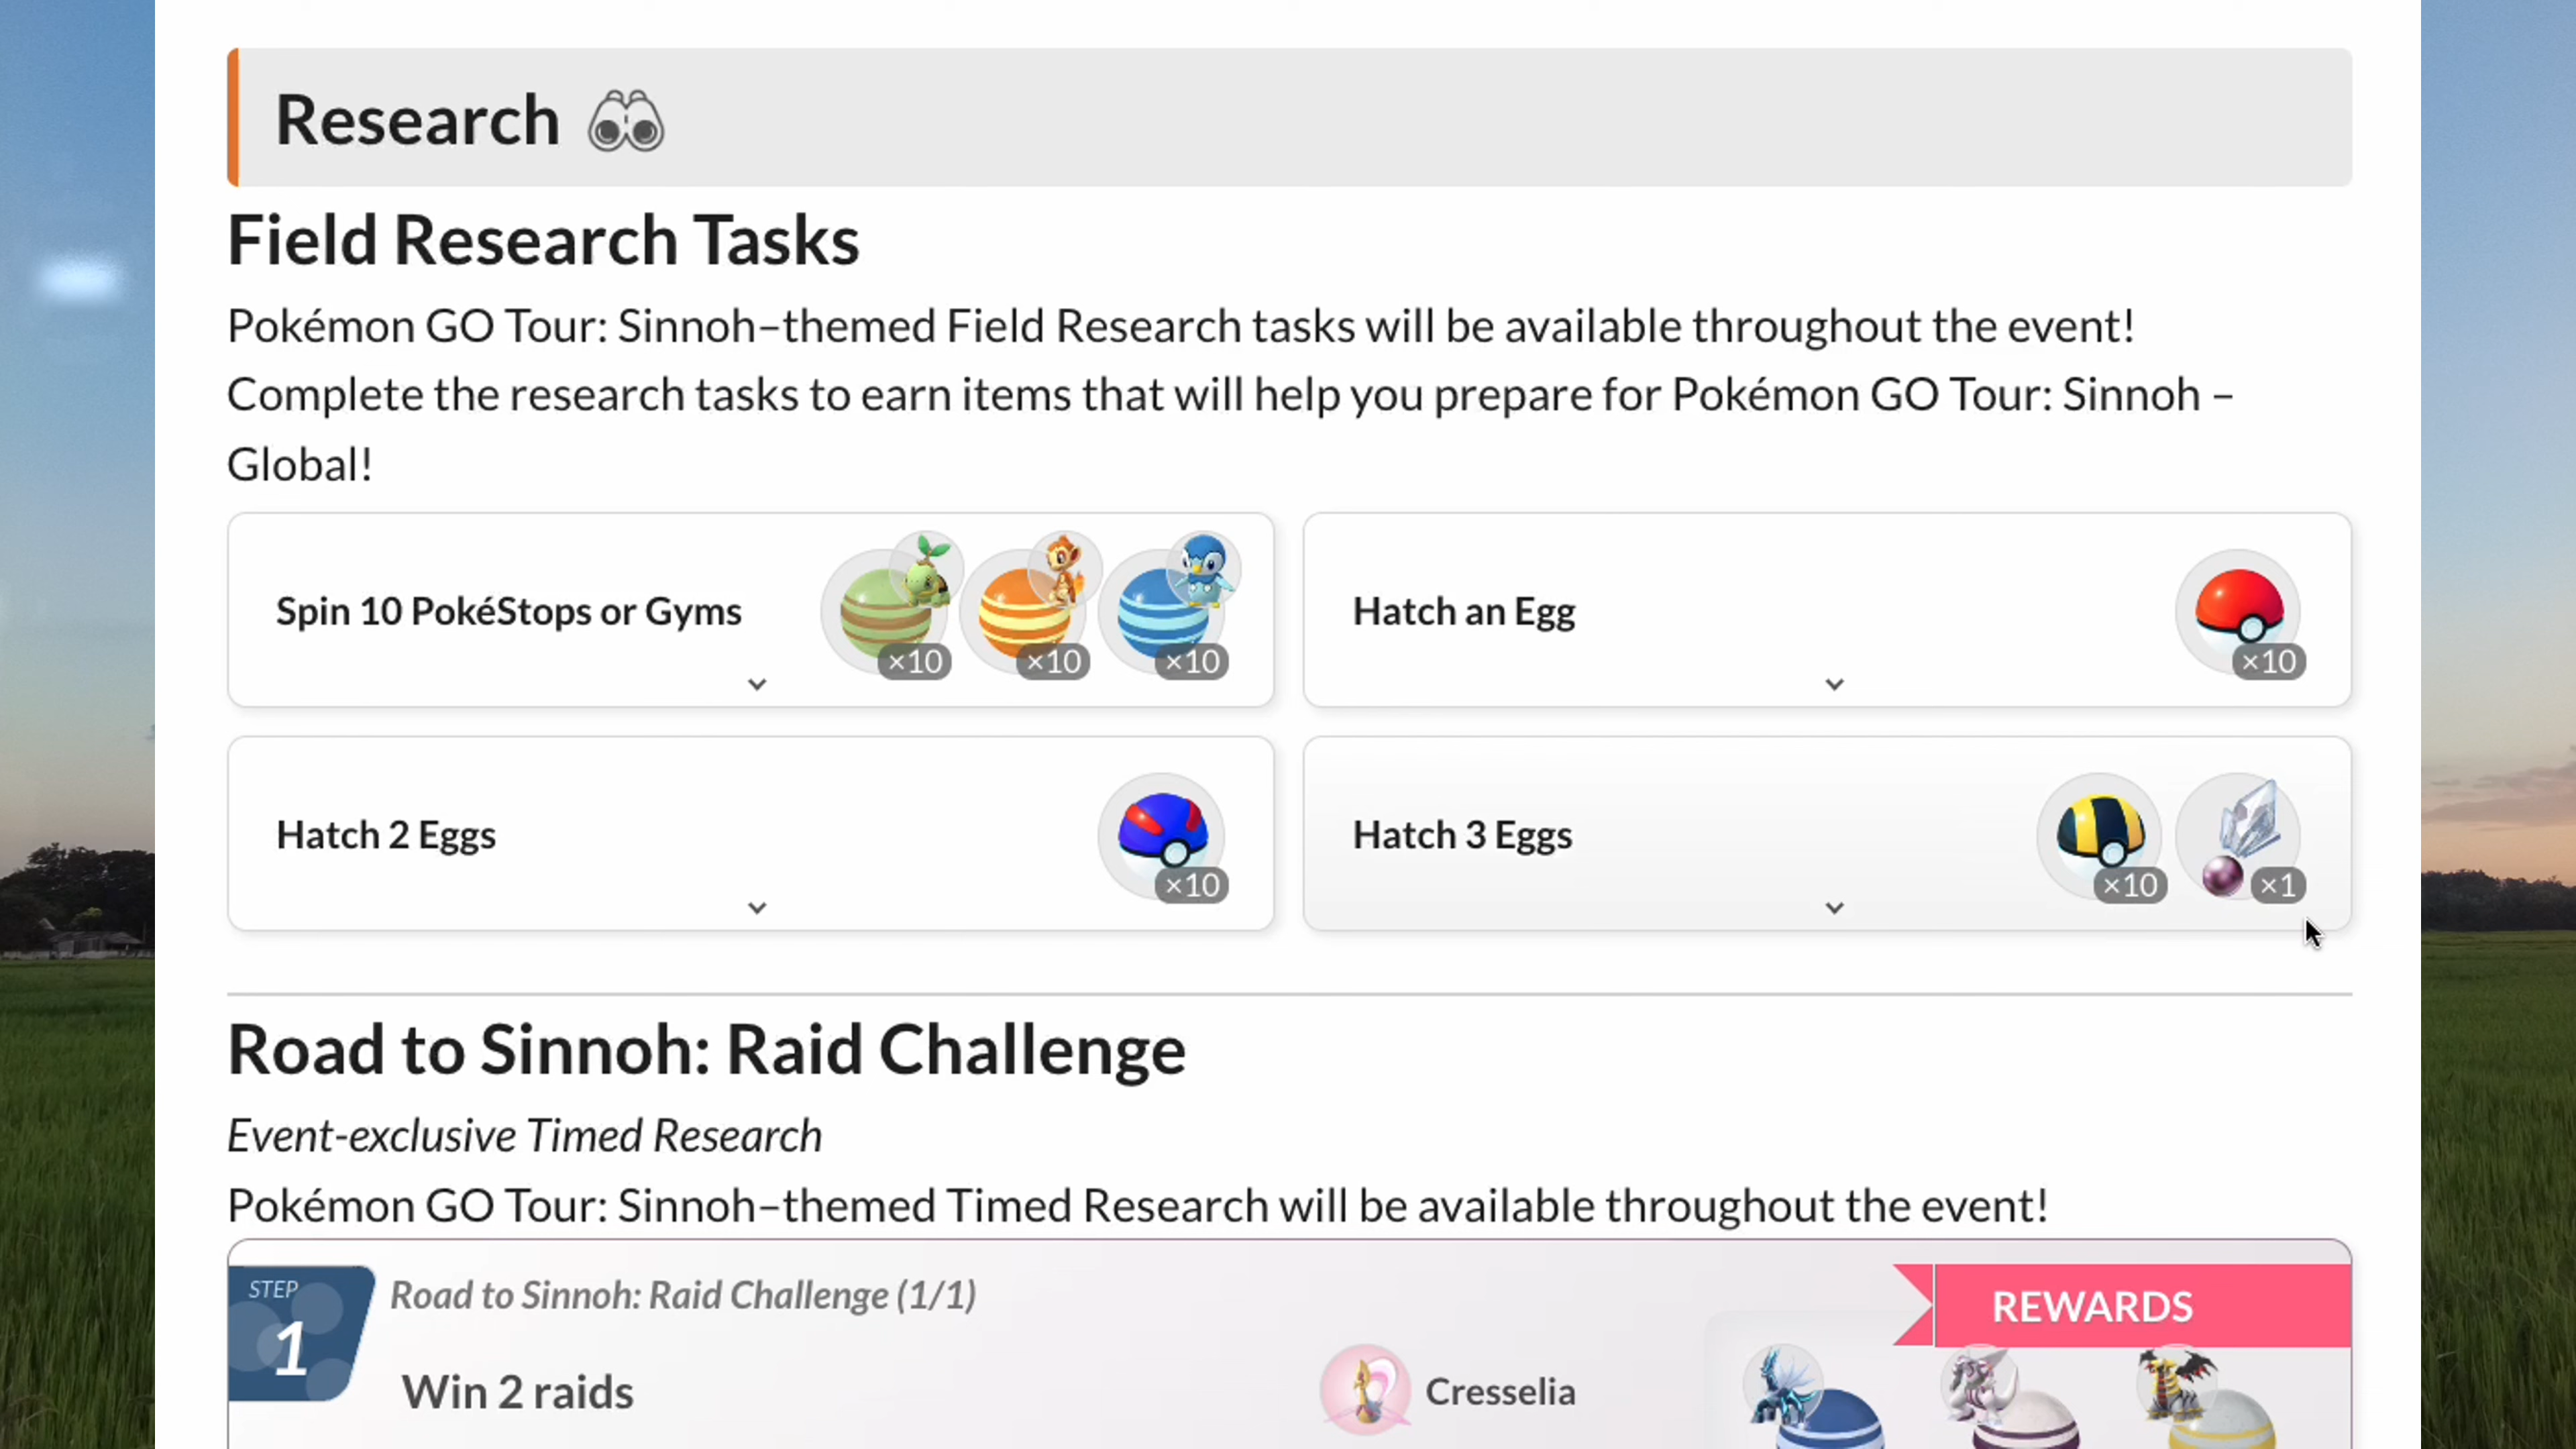 Research
Field Research Tasks
Pokémon GO Tour: Sinnoh–themed Field Research tasks will be available throughout the event!
Complete the research tasks to earn items that will help you prepare for Pokémon GO Tour: Sinnoh –
Global!
Spin 10 PokéStops or Gyms
×10 ×10 ×10
Hatch an Egg
×10
Hatch 2 Eggs
×10
Hatch 3 Eggs
×10 ×1
Road to Sinnoh: Raid Challenge
Event-exclusive Timed Research
Pokémon GO Tour: Sinnoh–themed Timed Research will be available throughout the event!
STEP
1
Road to Sinnoh: Raid Challenge (1/1)
REWARDS
Win 2 raids
Cresselia